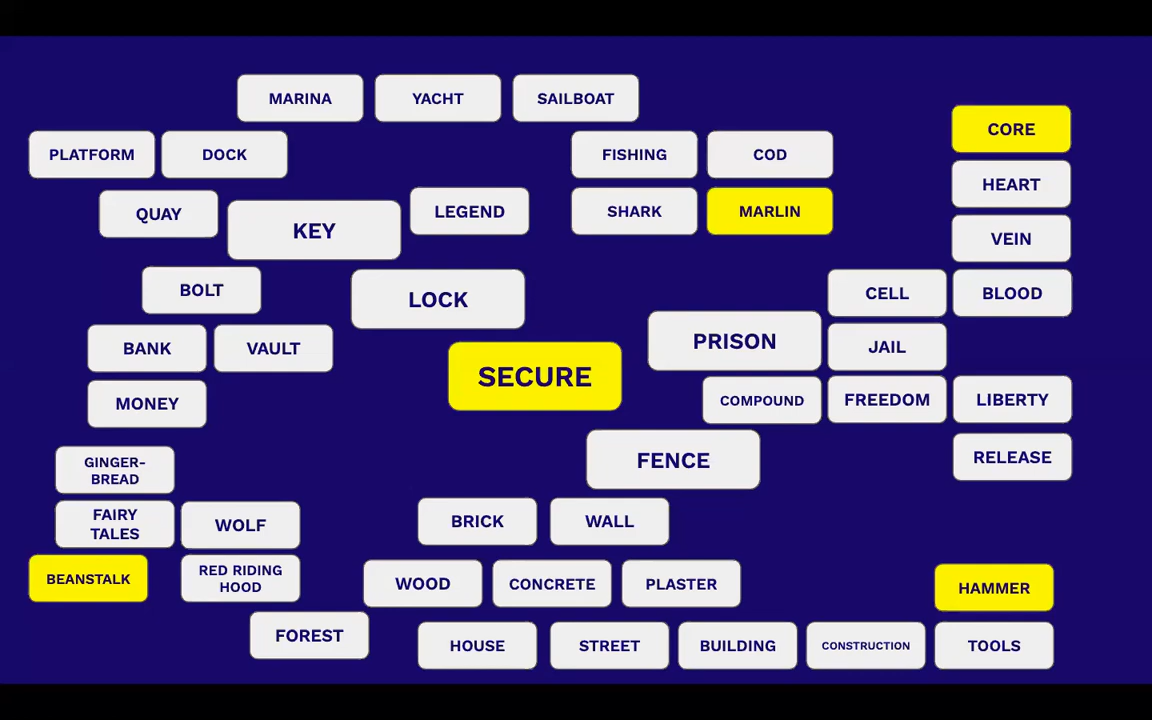 MARINA
YACHT
SAILBOAT
CORE
PLATFORM
DOCK
FISHING
COD
HEART
QUAY
KEY
LEGEND
SHARK
MARLIN
VEIN
BOLT
LOCK
CELL
BLOOD
BANK
VAULT
SECURE
PRISON
JAIL
MONEY
COMPOUND
FREEDOM
LIBERTY
GINGER-
BREAD
FENCE
RELEASE
FAIRY
TALES
WOLF
BRICK
WALL
BEANSTALK
RED RIDING
HOOD
WOOD
CONCRETE
PLASTER
HAMMER
FOREST
HOUSE
STREET
BUILDING
CONSTRUCTION
TOOLS